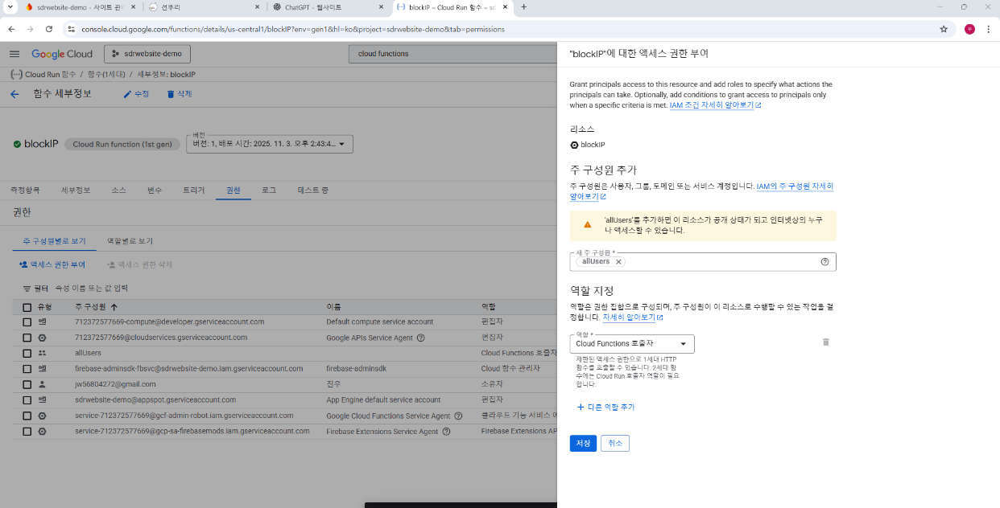 sdrwebsite-demo - 사이트 관리
선뚜리
ChatGPT - 웹사이트
blockIP – Cloud Run 함수 – sd
console.cloud.google.com/functions/details/us-central1/blockIP?env=gen1&hl=ko&project=sdrwebsite-demo&tab=permissions
Google Cloud
sdrwebsite-demo
cloud functions
Cloud Run 함수 / 함수(1세대) / 세부정보: blockIP
함수 세부정보
수정
삭제
blockIP
Cloud Run function (1st gen)
버전
버전: 1, 배포 시간: 2025. 11. 3. 오후 2:43:4...
측정항목 세부정보 소스 변수 트리거 권한 로그 테스트 중
권한
주 구성원별로 보기 역할별로 보기
액세스 권한 부여 액세스 권한 삭제
필터 속성 이름 또는 값 입력
유형 주 구성원 이름 역할
712372577669-compute@developer.gserviceaccount.com Default compute service account 편집자
712372577669@cloudservices.gserviceaccount.com Google APIs Service Agent 편집자
allUsers Cloud Functions 호출자
firebase-adminsdk-fbsvc@sdrwebsite-demo.iam.gserviceaccount.com firebase-adminsdk Cloud 함수 관리자
jw56804272@gmail.com 진우 소유자
sdrwebsite-demo@appspot.gserviceaccount.com App Engine default service account 편집자
service-712372577669@gcf-admin-robot.iam.gserviceaccount.com Google Cloud Functions Service Agent 클라우드 기능 서비스 에
service-712372577669@gcp-sa-firebasemods.iam.gserviceaccount.com Firebase Extensions Service Agent Firebase Extensions AP
"blockIP"에 대한 액세스 권한 부여
Grant principals access to this resource and add roles to specify what actions the
principals can take. Optionally, add conditions to grant access to principals only
when a specific criteria is met. IAM 조건 자세히 알아보기
리소스
blockIP
주 구성원 추가
주 구성원은 사용자, 그룹, 도메인 또는 서비스 계정입니다. IAM의 주 구성원 자세히
알아보기
'allUsers'를 추가하면 이 리소스가 공개 상태가 되고 인터넷상의 누구
나 액세스할 수 있습니다.
새 주 구성원 *
allUsers
역할 지정
역할은 권한 집합으로 구성되며, 주 구성원이 이 리소스로 수행할 수 있는 작업을 결
정합니다. 자세히 알아보기
역할 *
Cloud Functions 호출자
제한된 액세스 권한으로 1세대 HTTP
함수를 호출할 수 있습니다. 2세대 함
수에는 Cloud Run 호출자 역할이 필요
합니다.
다른 역할 추가
저장 취소